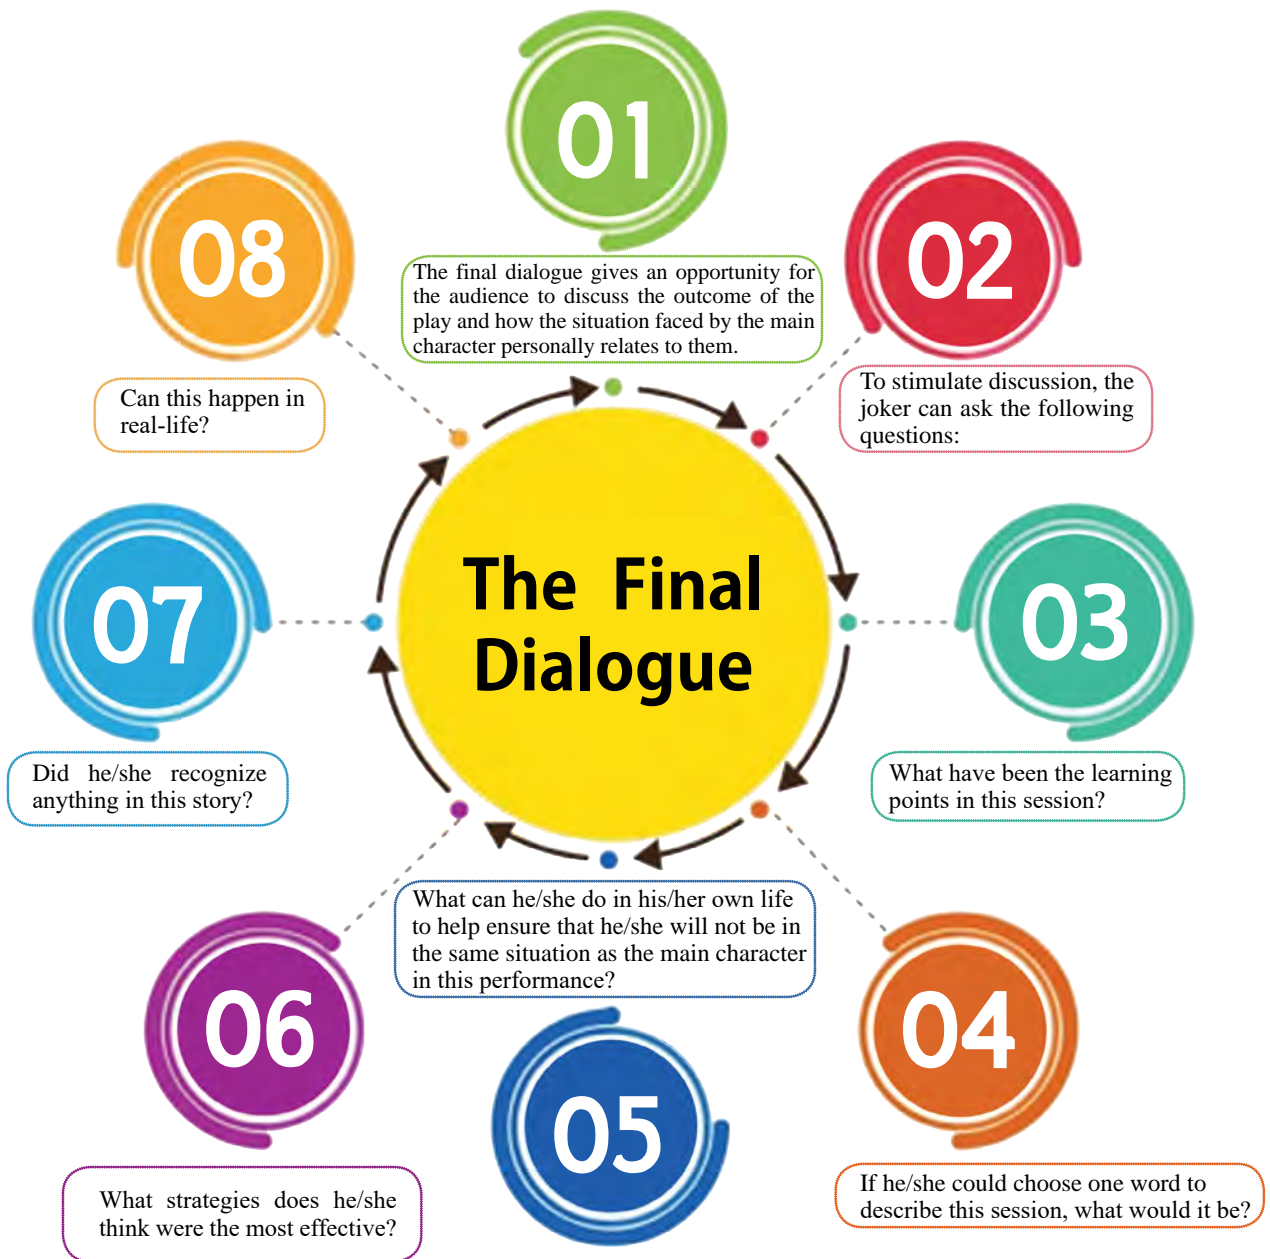 The Final
Dialogue
01
The final dialogue gives an opportunity for
the audience to discuss the outcome of the
play and how the situation faced by the main
character personally relates to them.
02
To stimulate discussion, the
joker can ask the following
questions:
03
What have been the learning
points in this session?
04
If he/she could choose one word to
describe this session, what would it be?
05
What can he/she do in his/her own life
to help ensure that he/she will not be in
the same situation as the main character
in this performance?
06
What strategies does he/she
think were the most effective?
07
Did he/she recognize
anything in this story?
08
Can this happen in
real-life?